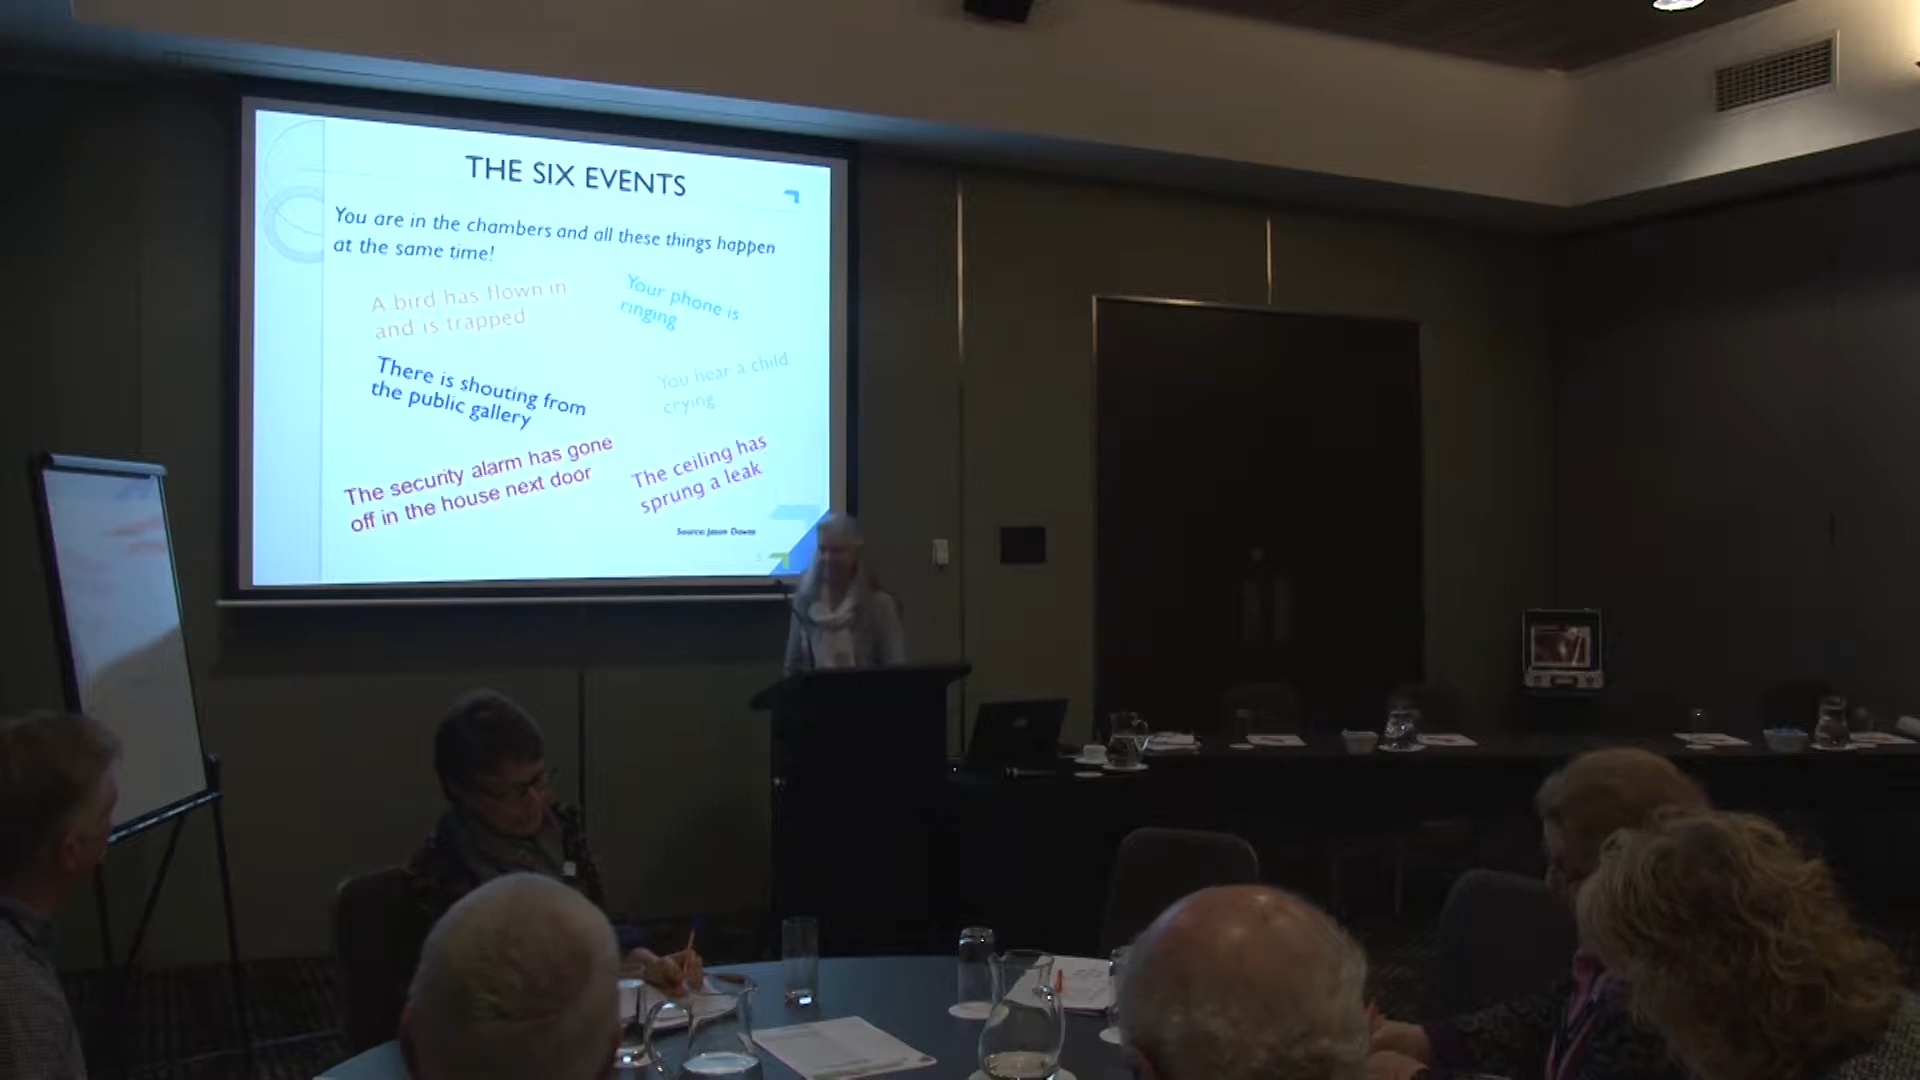 THE SIX EVENTS
You are in the chambers and all these things happen
at the same time!
A bird has flown in
and is trapped
Your phone is
ringing
There is shouting from
the public gallery
You hear a child
crying
The security alarm has gone
off in the house next door
The ceiling has
sprung a leak
Source: Jason